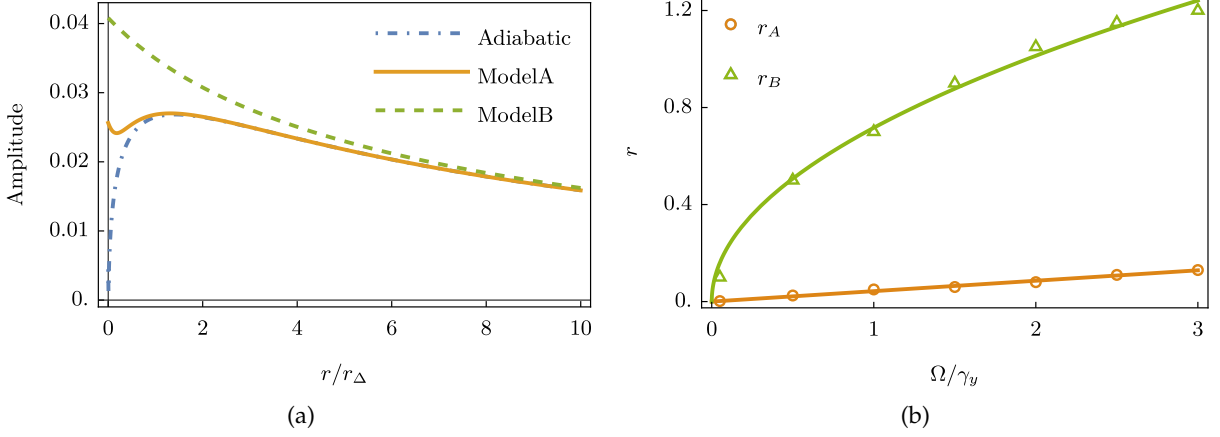 0.04
0.03
0.02
0.01
0.
Amplitude
Adiabatic
ModelA
ModelB
0 2 4 6 8 10
r/r_Δ
(a)
1.2
0.8
0.4
0.
r
r_A
r_B
0 1 2 3
Ω/γ_y
(b)